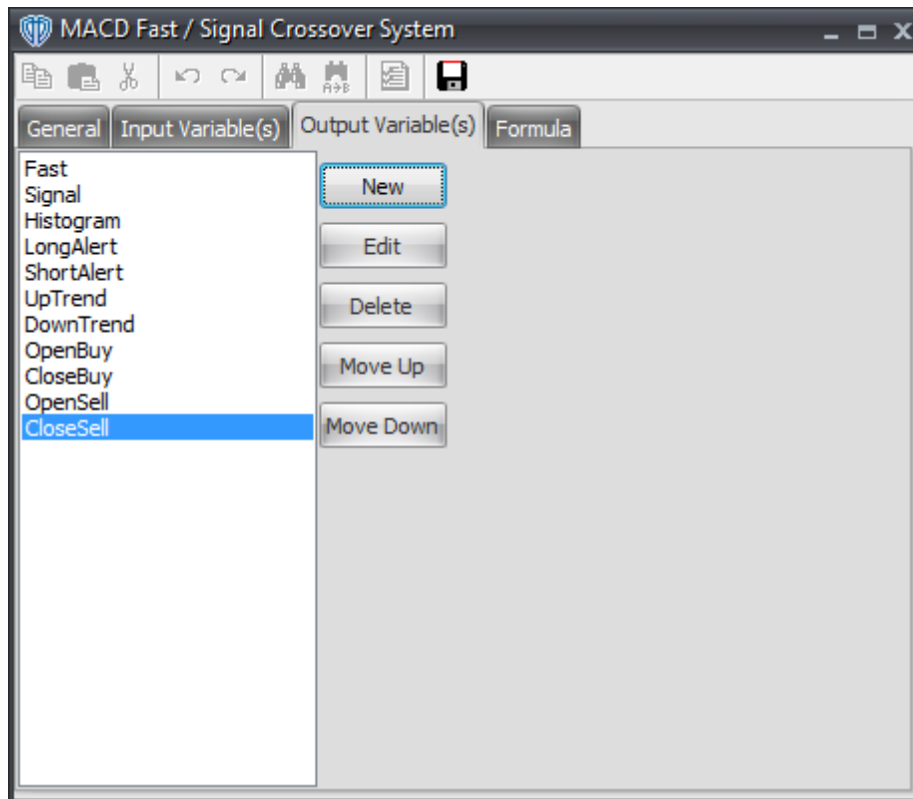 MACD Fast / Signal Crossover System
A→B
General Input Variable(s) Output Variable(s) Formula
Fast
Signal
Histogram
LongAlert
ShortAlert
UpTrend
DownTrend
OpenBuy
CloseBuy
OpenSell
CloseSell
New
Edit
Delete
Move Up
Move Down